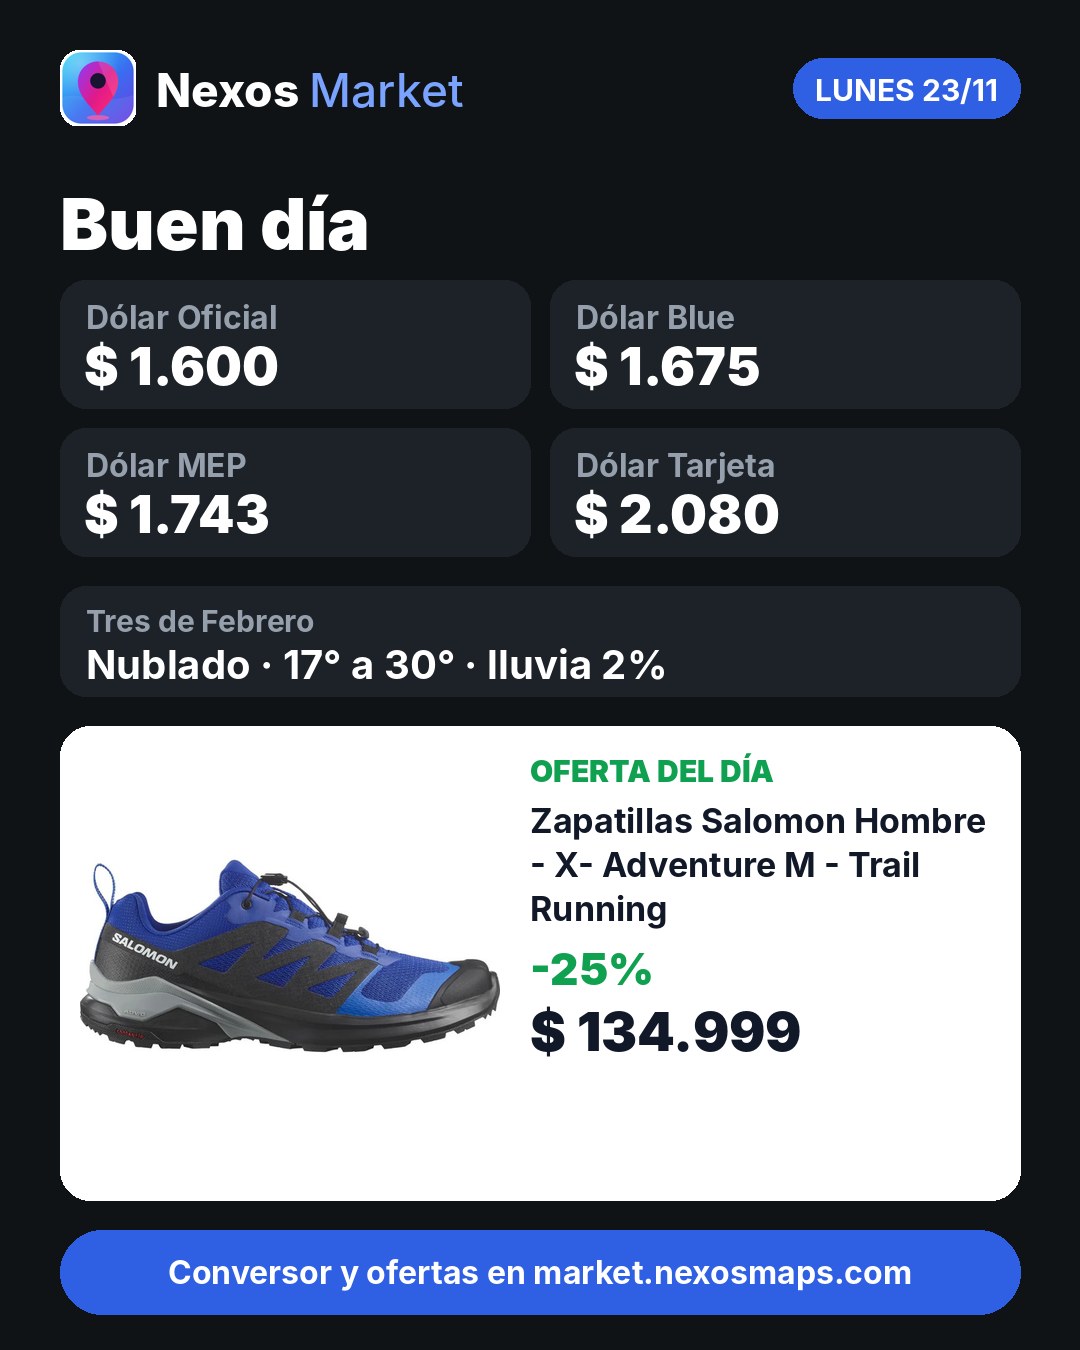 Nexos Market
LUNES 23/11
Buen día
Dólar Oficial
$ 1.600
Dólar Blue
$ 1.675
Dólar MEP
$ 1.743
Dólar Tarjeta
$ 2.080
Tres de Febrero
Nublado · 17° a 30° · lluvia 2%
OFERTA DEL DÍA
Zapatillas Salomon Hombre
- X- Adventure M - Trail
Running
-25%
$ 134.999
SALOMON
Conversor y ofertas en market.nexosmaps.com